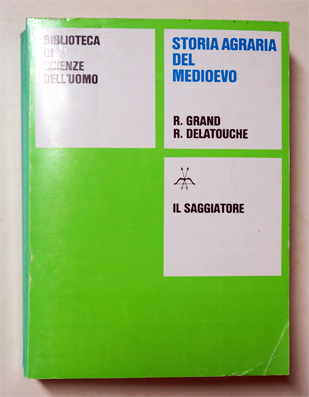 BIBLIOTECA
DI
SCIENZE
DELL'UOMO
STORIA AGRARIA
DEL
MEDIOEVO
R. GRAND
R. DELATOUCHE
IL SAGGIATORE